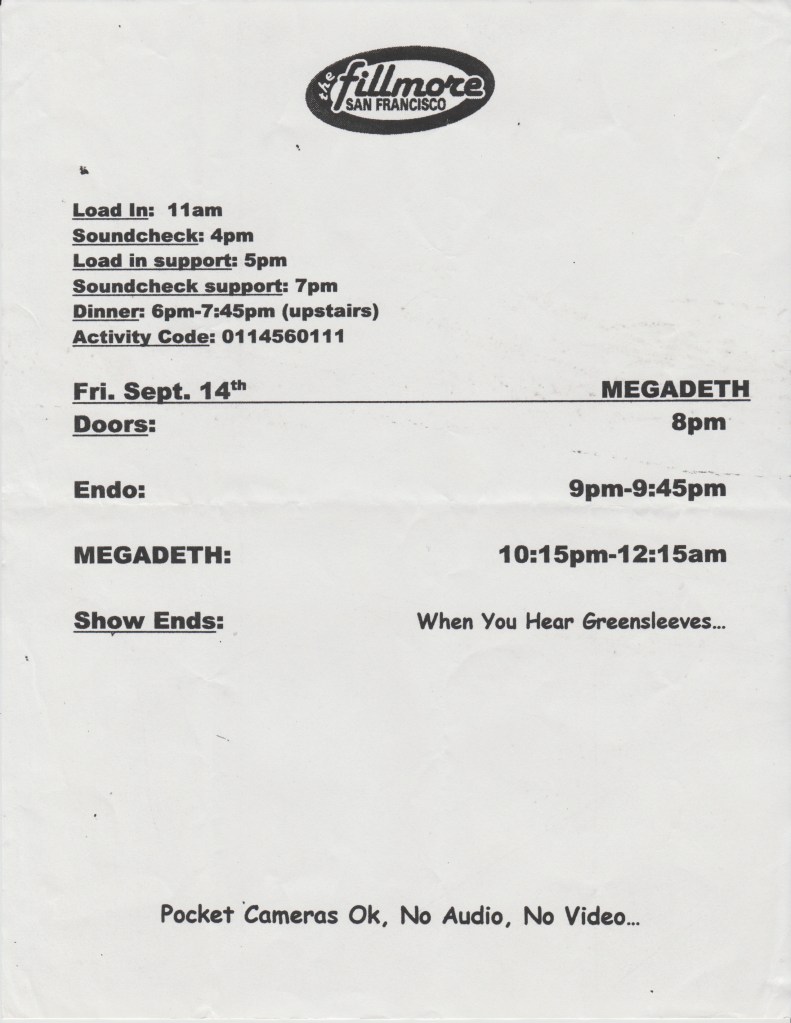 the fillmore
SAN FRANCISCO
Load In: 11am
Soundcheck: 4pm
Load in support: 5pm
Soundcheck support: 7pm
Dinner: 6pm-7:45pm (upstairs)
Activity Code: 0114560111
Fri. Sept. 14th MEGADETH
Doors: 8pm
Endo: 9pm-9:45pm
MEGADETH: 10:15pm-12:15am
Show Ends: When You Hear Greensleeves...
Pocket Cameras Ok, No Audio, No Video...